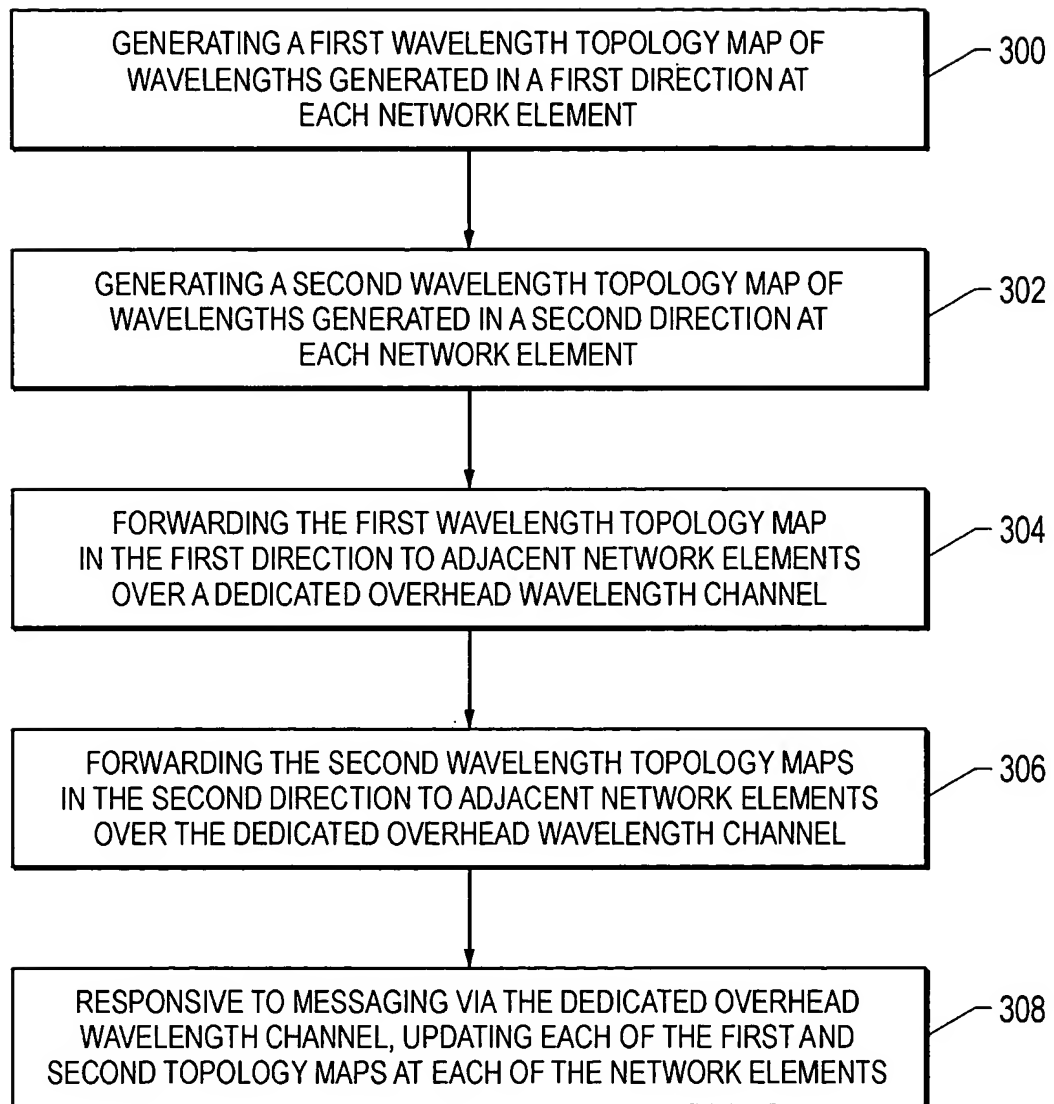 GENERATING A FIRST WAVELENGTH TOPOLOGY MAP OF
WAVELENGTHS GENERATED IN A FIRST DIRECTION AT
EACH NETWORK ELEMENT
300
GENERATING A SECOND WAVELENGTH TOPOLOGY MAP OF
WAVELENGTHS GENERATED IN A SECOND DIRECTION AT
EACH NETWORK ELEMENT
302
FORWARDING THE FIRST WAVELENGTH TOPOLOGY MAP
IN THE FIRST DIRECTION TO ADJACENT NETWORK ELEMENTS
OVER A DEDICATED OVERHEAD WAVELENGTH CHANNEL
304
FORWARDING THE SECOND WAVELENGTH TOPOLOGY MAPS
IN THE SECOND DIRECTION TO ADJACENT NETWORK ELEMENTS
OVER THE DEDICATED OVERHEAD WAVELENGTH CHANNEL
306
RESPONSIVE TO MESSAGING VIA THE DEDICATED OVERHEAD
WAVELENGTH CHANNEL, UPDATING EACH OF THE FIRST AND
SECOND TOPOLOGY MAPS AT EACH OF THE NETWORK ELEMENTS
308